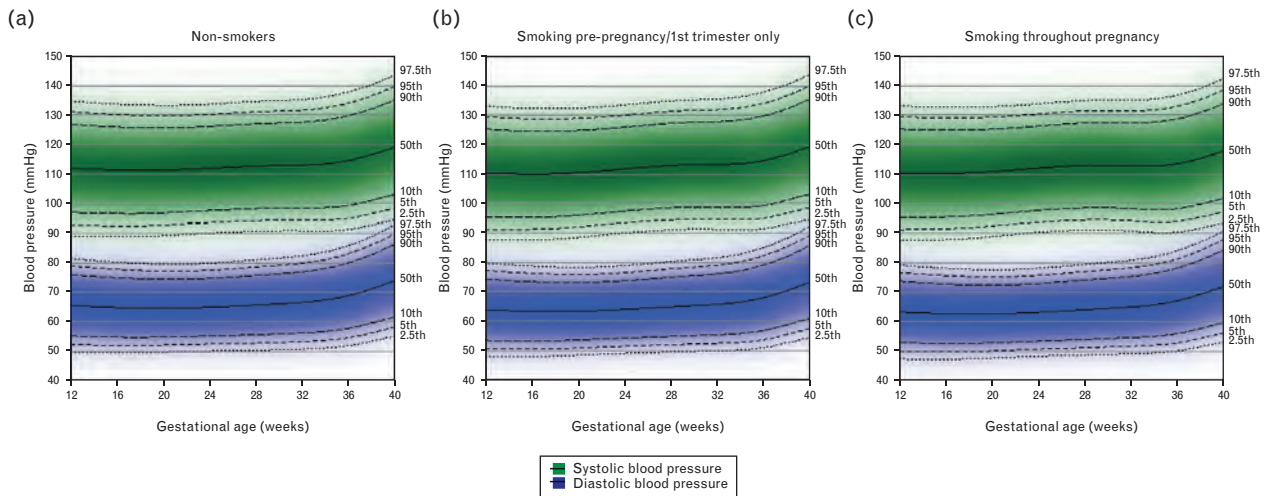 (a)
Non-smokers
Blood pressure (mmHg)
150
140
130
120
110
100
90
80
70
60
50
40
97.5th
95th
90th
50th
10th
5th
2.5th
97.5th
95th
90th
50th
10th
5th
2.5th
12 16 20 24 28 32 36 40
Gestational age (weeks)
(b)
Smoking pre-pregnancy/1st trimester only
Blood pressure (mmHg)
150
140
130
120
110
100
90
80
70
60
50
40
97.5th
95th
90th
50th
10th
5th
2.5th
97.5th
95th
90th
50th
10th
5th
2.5th
12 16 20 24 28 32 36 40
Gestational age (weeks)
(c)
Smoking throughout pregnancy
Blood pressure (mmHg)
150
140
130
120
110
100
90
80
70
60
50
40
97.5th
95th
90th
50th
10th
5th
2.5th
97.5th
95th
90th
50th
10th
5th
2.5th
12 16 20 24 28 32 36 40
Gestational age (weeks)
Systolic blood pressure
Diastolic blood pressure